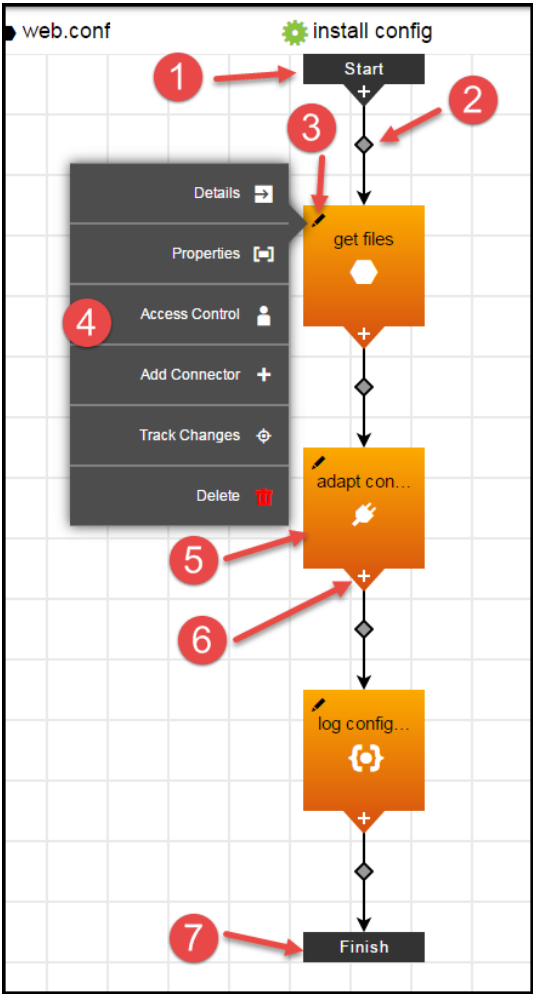 web.conf
install config
1
Start
2
3
Details
get files
Properties
4
Access Control
Add Connector
Track Changes
adapt con...
Delete
5
6
log config...
7
Finish